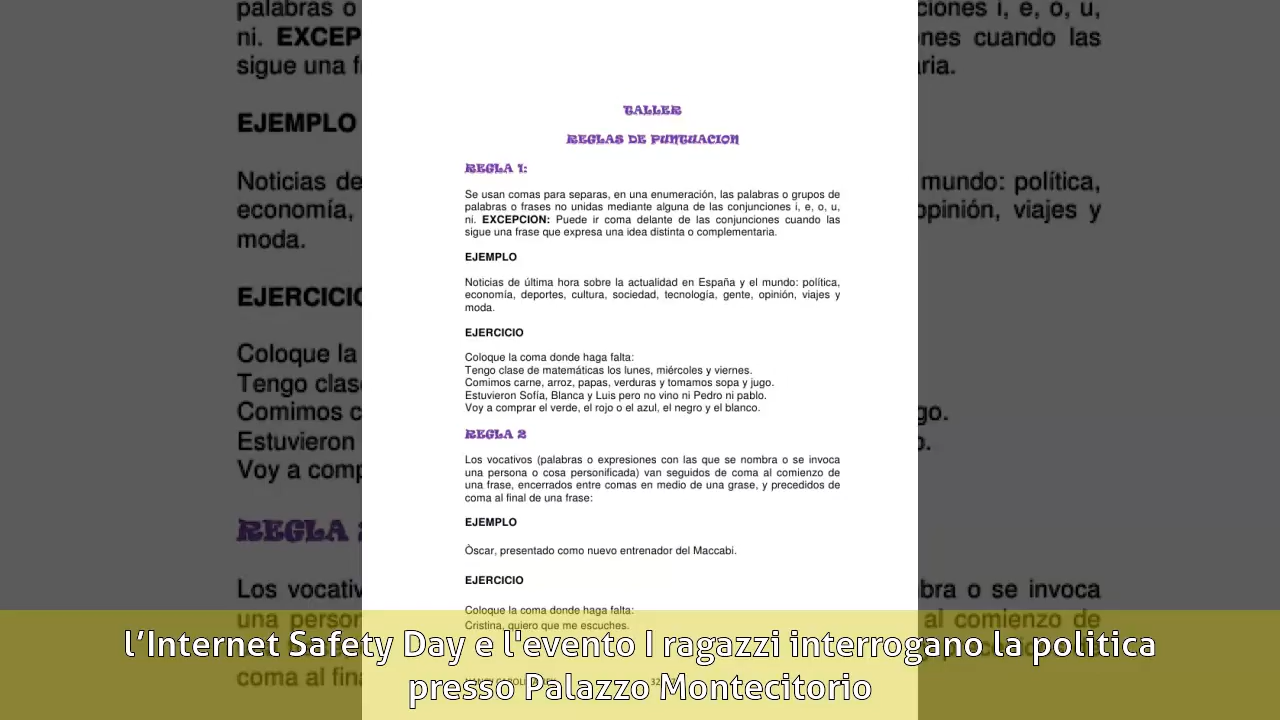 TALLER
REGLAS DE PUNTUACION
REGLA 1:
Se usan comas para separas, en una enumeración, las palabras o grupos de
palabras o frases no unidas mediante alguna de las conjunciones i, e, o, u,
ni. EXCEPCION: Puede ir coma delante de las conjunciones cuando las
sigue una frase que expresa una idea distinta o complementaria.
EJEMPLO
Noticias de última hora sobre la actualidad en España y el mundo: política,
economía, deportes, cultura, sociedad, tecnología, gente, opinión, viajes y
moda.
EJERCICIO
Coloque la coma donde haga falta:
Tengo clase de matemáticas los lunes, miércoles y viernes.
Comimos carne, arroz, papas, verduras y tomamos sopa y jugo.
Estuvieron Sofía, Blanca y Luis pero no vino ni Pedro ni pablo.
Voy a comprar el verde, el rojo o el azul, el negro y el blanco.
REGLA 2
Los vocativos (palabras o expresiones con las que se nombra o se invoca
una persona o cosa personificada) van seguidos de coma al comienzo de
una frase, encerrados entre comas en medio de una grase, y precedidos de
coma al final de una frase:
EJEMPLO
Òscar, presentado como nuevo entrenador del Maccabi.
EJERCICIO
Coloque la coma donde haga falta:
Cristina, quiero que me escuches.
l’Internet Safety Day e l'evento I ragazzi interrogano la politica
presso Palazzo Montecitorio